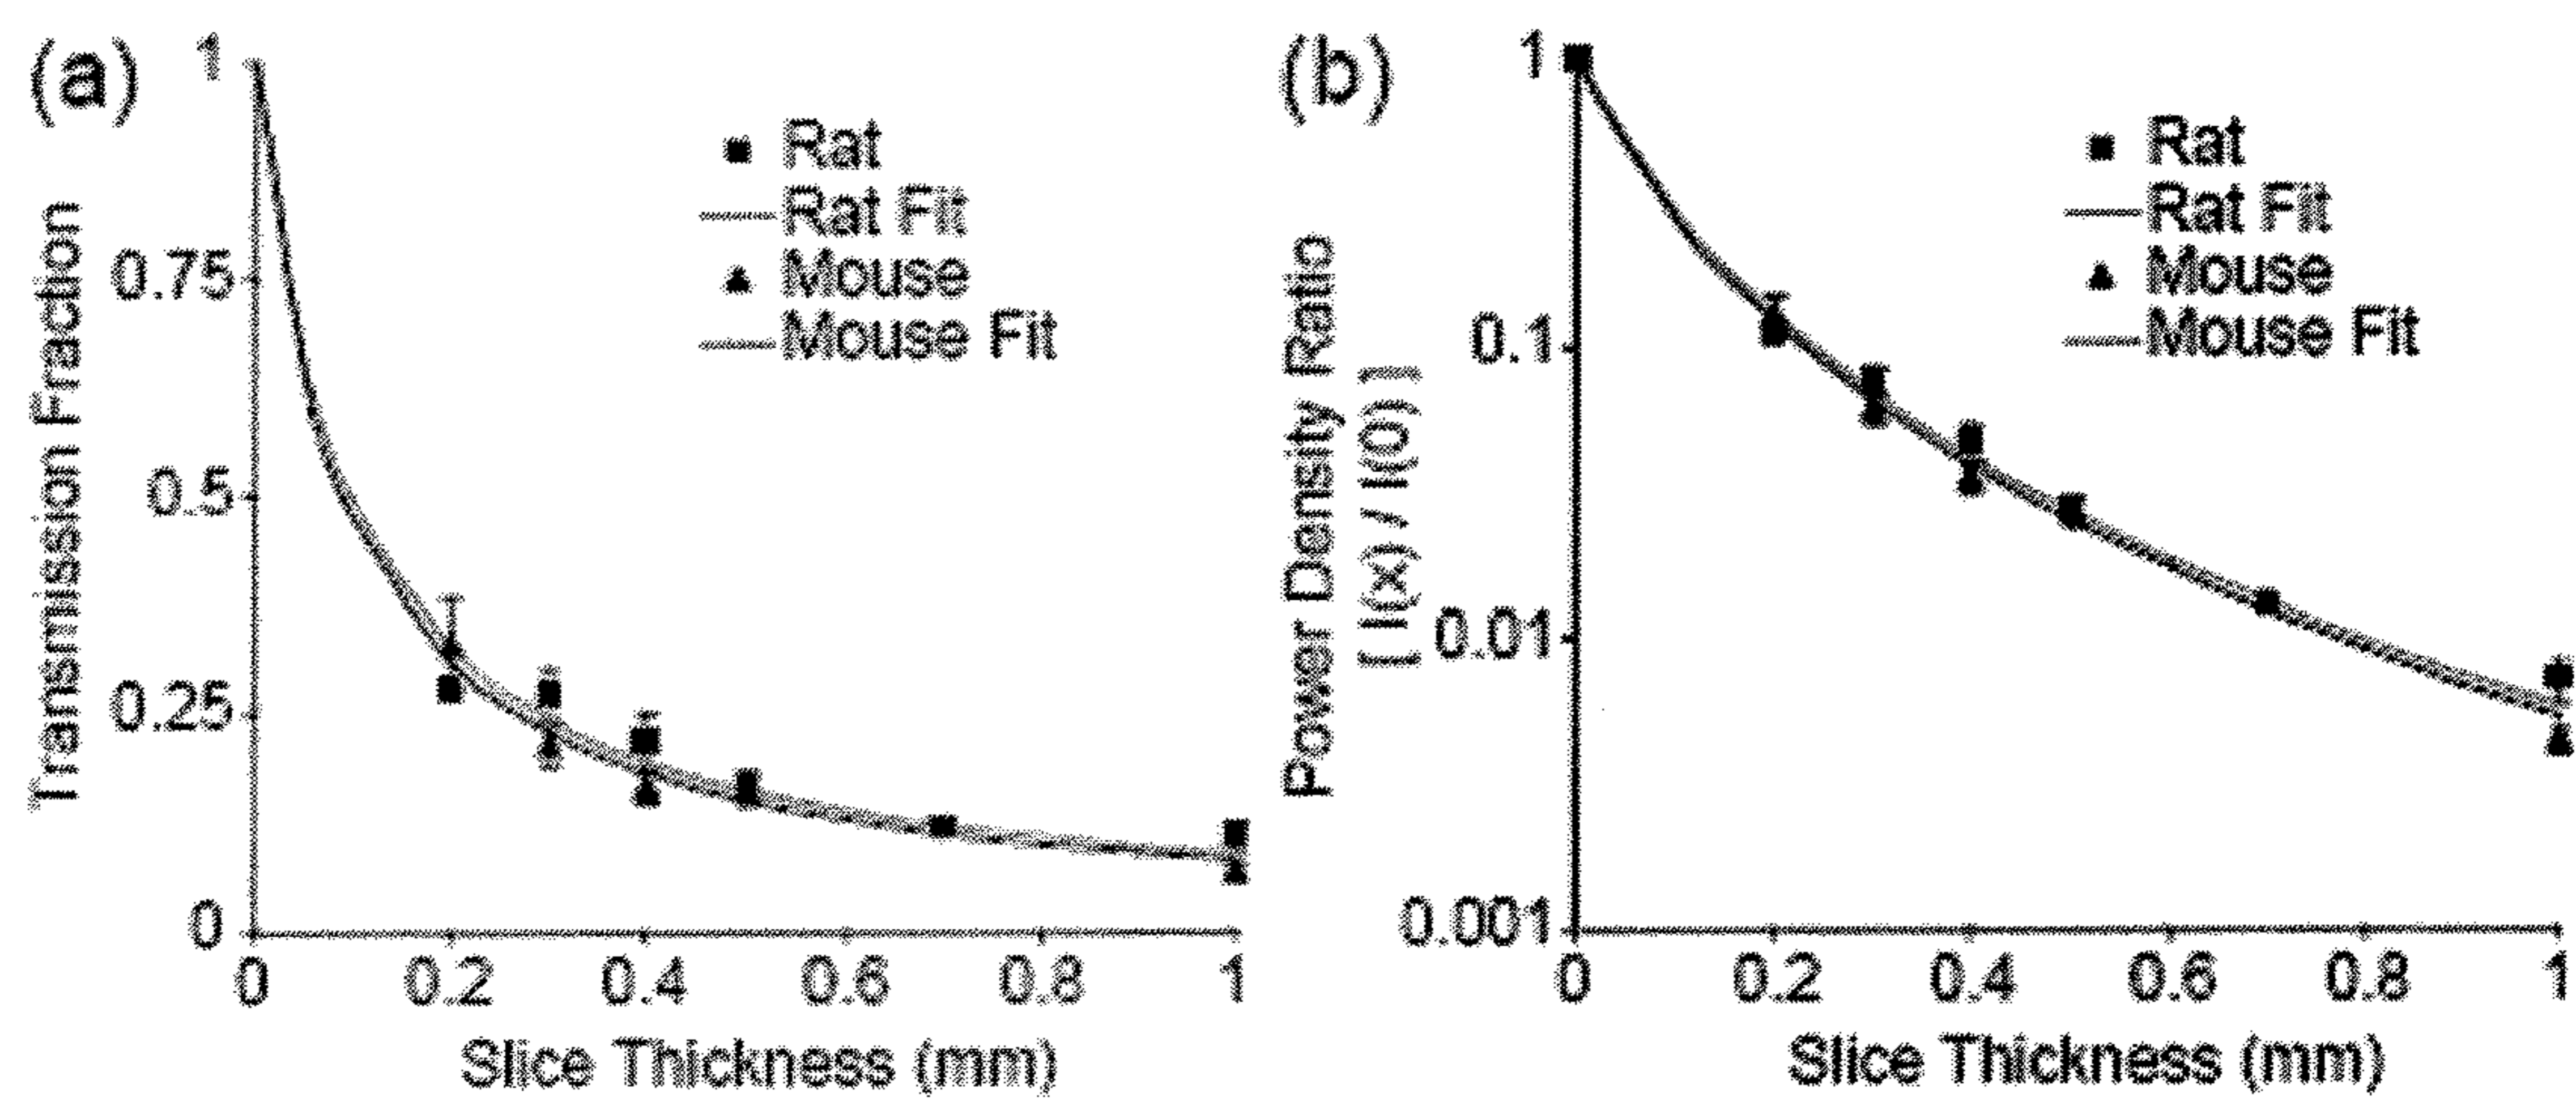 (a)
1
0.75
0.5
0.25
0
Transmission Fraction
Rat
Rat Fit
Mouse
Mouse Fit
0 0.2 0.4 0.6 0.8 1
Slice Thickness (mm)
(b)
1
0.1
0.01
0.001
Power Density Ratio
[ I(x) / I(0) ]
Rat
Rat Fit
Mouse
Mouse Fit
0 0.2 0.4 0.6 0.8 1
Slice Thickness (mm)